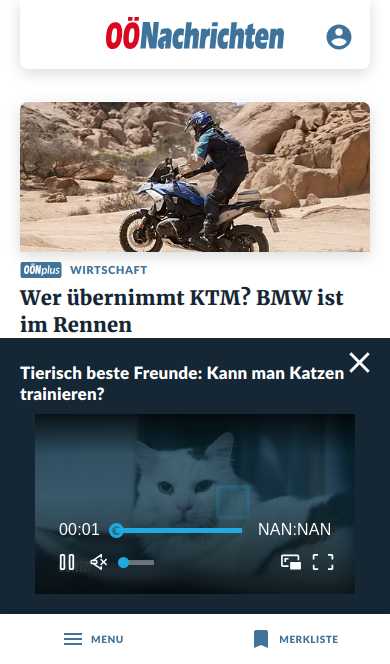 OÖNachrichten
OÖNplus WIRTSCHAFT
Wer übernimmt KTM? BMW ist
im Rennen
Tierisch beste Freunde: Kann man Katzen
trainieren?
00:01 NAN:NAN
MENU MERKLISTE